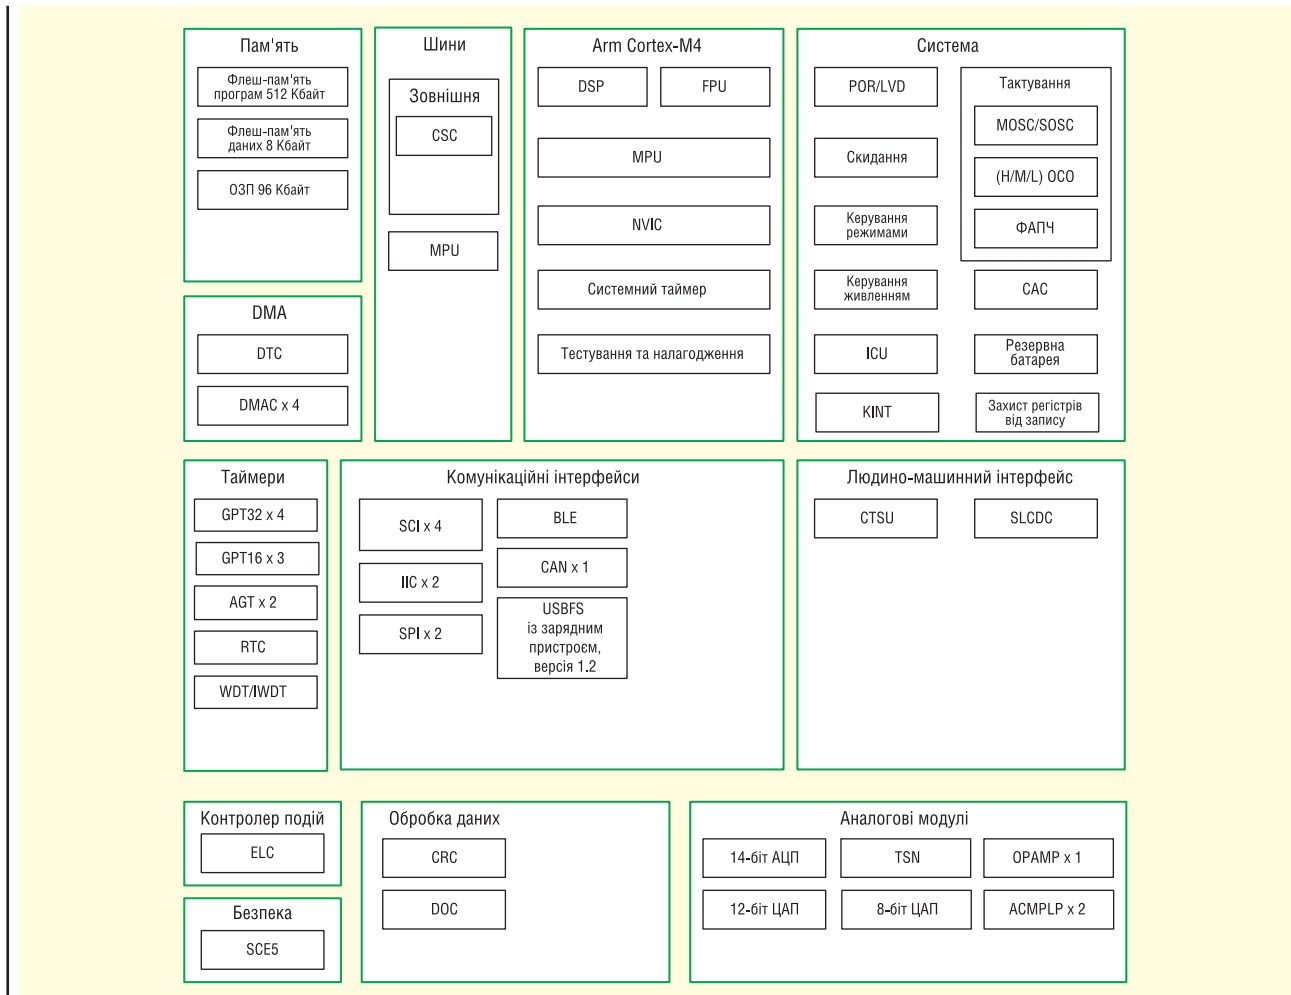 Пам'ять
Флеш-пам'ять
програм 512 Кбайт
Флеш-пам'ять
даних 8 Кбайт
ОЗП 96 Кбайт
DMA
DTC
DMAC x 4
Шини
Зовнішня
CSC
MPU
Arm Cortex-M4
DSP
FPU
MPU
NVIC
Системний таймер
Тестування та налагодження
Система
POR/LVD
Скидання
Керування
режимами
Керування
живленням
ICU
KINT
Тактування
MOSC/SOSC
(H/M/L) OCO
ФАПЧ
CAC
Резервна
батарея
Захист регістрів
від запису
Таймери
GPT32 x 4
GPT16 x 3
AGT x 2
RTC
WDT/IWDT
Комунікаційні інтерфейси
SCI x 4
IIC x 2
SPI x 2
BLE
CAN x 1
USBFS
із зарядним
пристроєм,
версія 1.2
Людино-машинний інтерфейс
CTSU
SLCDC
Контролер подій
ELC
Безпека
SCE5
Обробка даних
CRC
DOC
Аналогові модулі
14-біт АЦП
TSN
OPAMP x 1
12-біт ЦАП
8-біт ЦАП
ACMPLP x 2